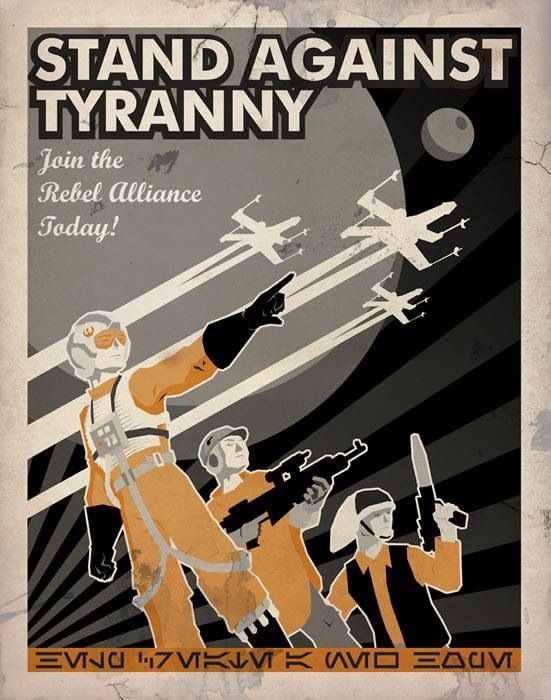 STAND AGAINST
TYRANNY
Join the
Rebel Alliance
Today!